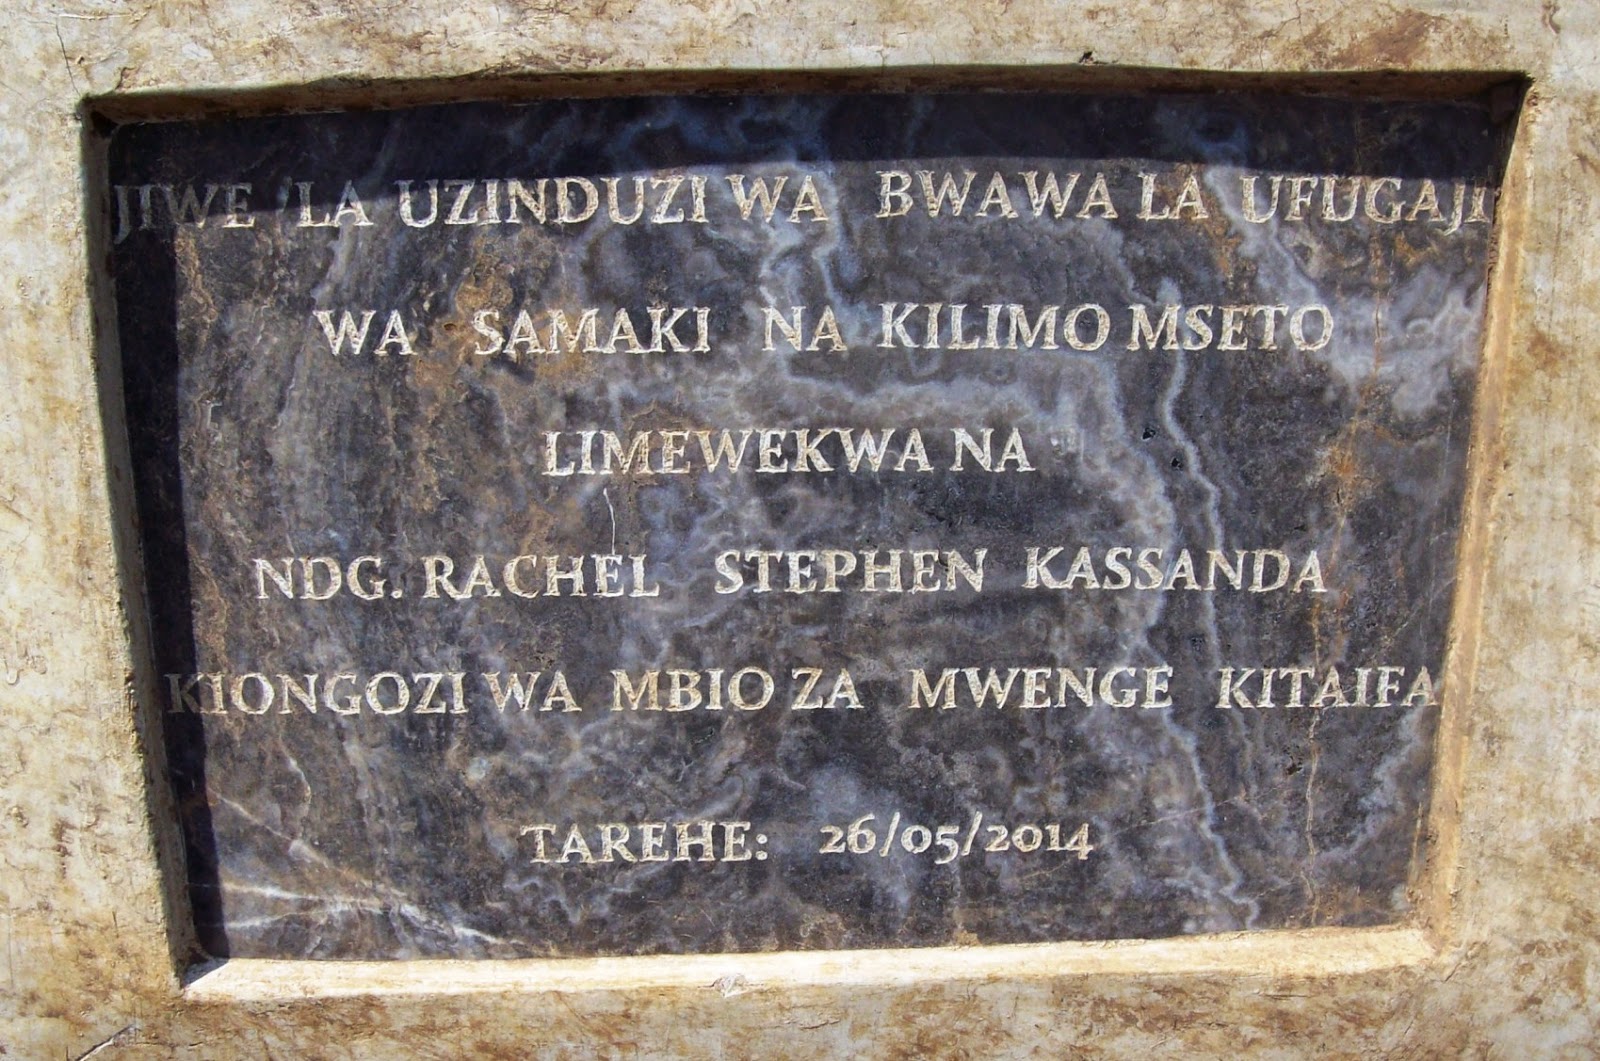 JIWE LA UZINDUZI WA BWAWA LA UFUGAJI
WA SAMAKI NA KILIMO MSETO
LIMEWEKWA NA
NDG. RACHEL STEPHEN KASSANDA
KIONGOZI WA MBIO ZA MWENGE KITAIFA
TAREHE: 26/05/2014